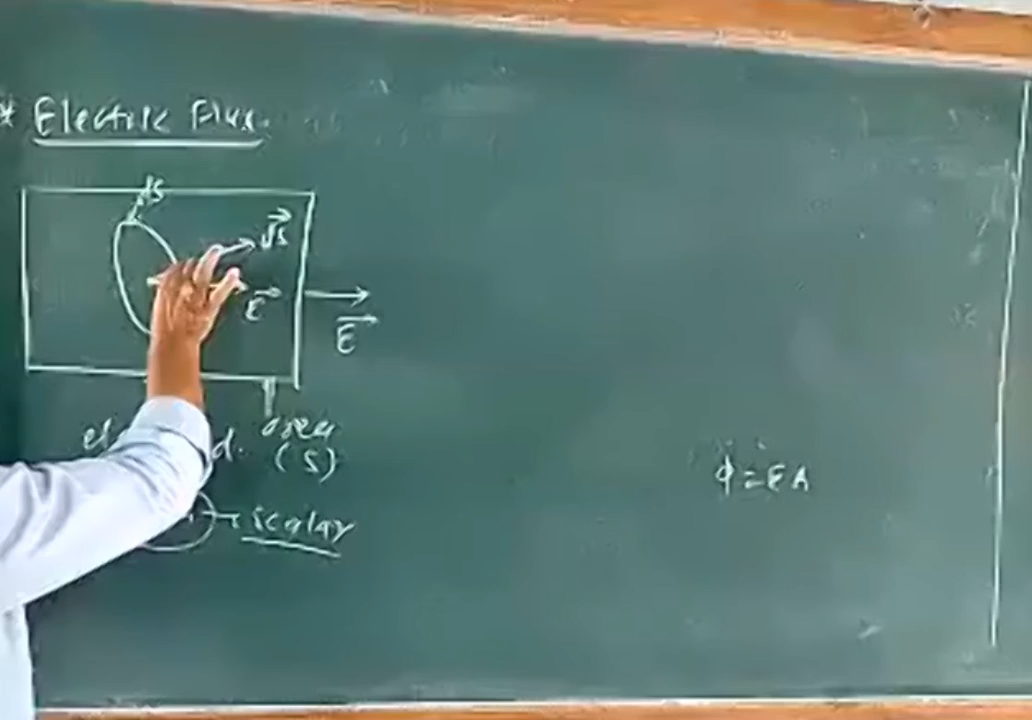 * Electric Flux.
ds
ds
E
E
area
(S)
scalar
φ = EA